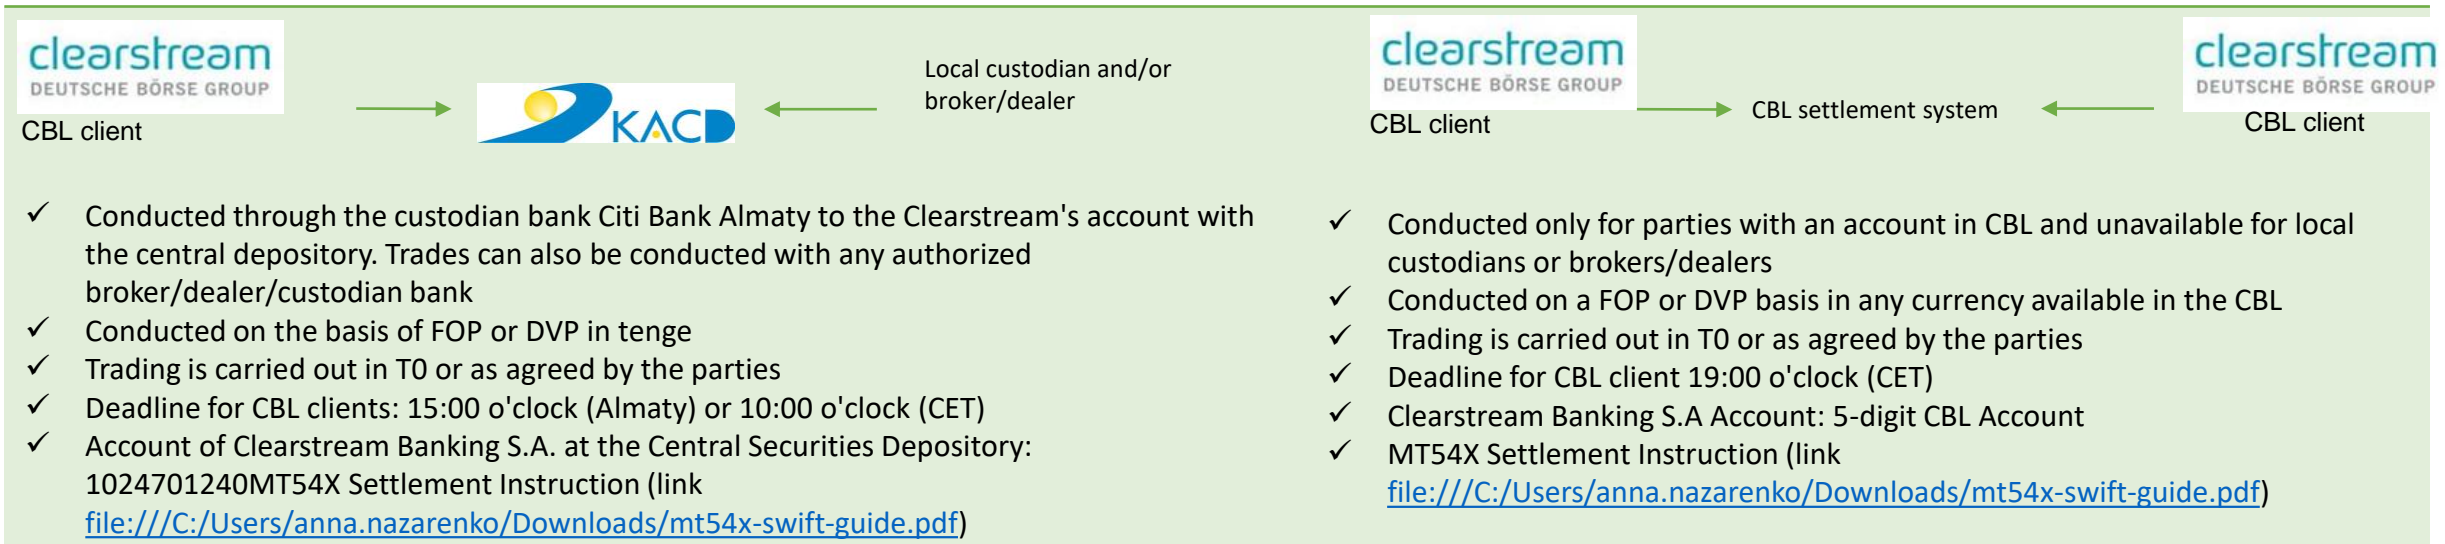 clearstream
DEUTSCHE BÖRSE GROUP
CBL client
KACD
Local custodian and/or
broker/dealer
✓ Conducted through the custodian bank Citi Bank Almaty to the Clearstream's account with
the central depository. Trades can also be conducted with any authorized
broker/dealer/custodian bank
✓ Conducted on the basis of FOP or DVP in tenge
✓ Trading is carried out in T0 or as agreed by the parties
✓ Deadline for CBL clients: 15:00 o'clock (Almaty) or 10:00 o'clock (CET)
✓ Account of Clearstream Banking S.A. at the Central Securities Depository:
1024701240MT54X Settlement Instruction (link
file:///C:/Users/anna.nazarenko/Downloads/mt54x-swift-guide.pdf)
clearstream
DEUTSCHE BÖRSE GROUP
CBL client
CBL settlement system
clearstream
DEUTSCHE BÖRSE GROUP
CBL client
✓ Conducted only for parties with an account in CBL and unavailable for local
custodians or brokers/dealers
✓ Conducted on a FOP or DVP basis in any currency available in the CBL
✓ Trading is carried out in T0 or as agreed by the parties
✓ Deadline for CBL client 19:00 o'clock (CET)
✓ Clearstream Banking S.A Account: 5-digit CBL Account
✓ MT54X Settlement Instruction (link
file:///C:/Users/anna.nazarenko/Downloads/mt54x-swift-guide.pdf)